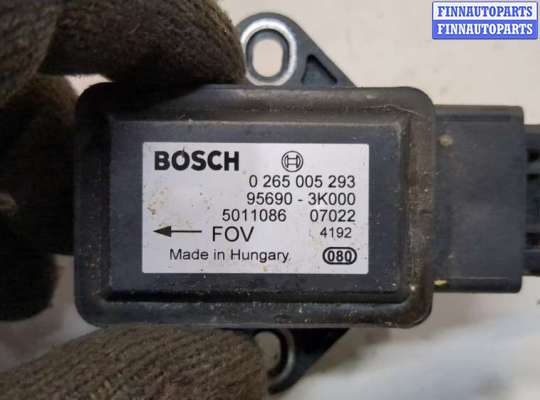 FINNAUTOPARTS
FINNAUTOPARTS
BOSCH
0 265 005 293
95690 - 3K000
5011086 07022
← FOV 4192
Made in Hungary 080